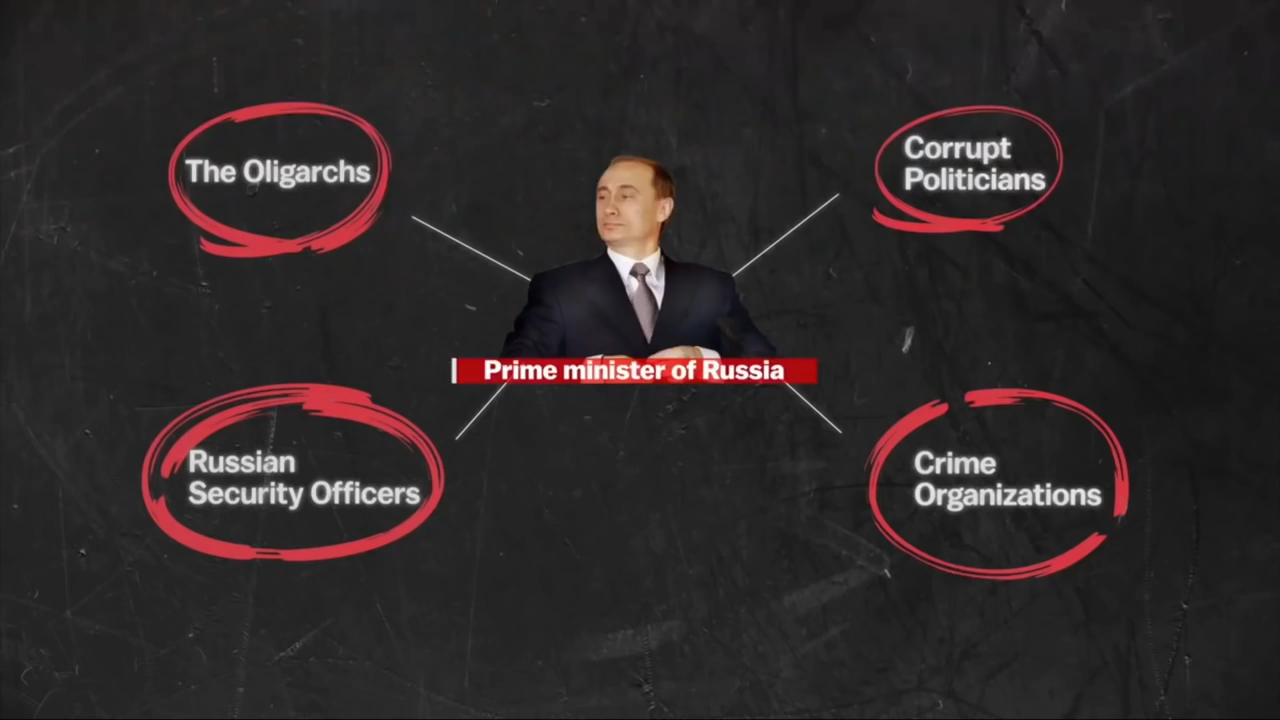 The Oligarchs
Corrupt
Politicians
Prime minister of Russia
Russian
Security Officers
Crime
Organizations